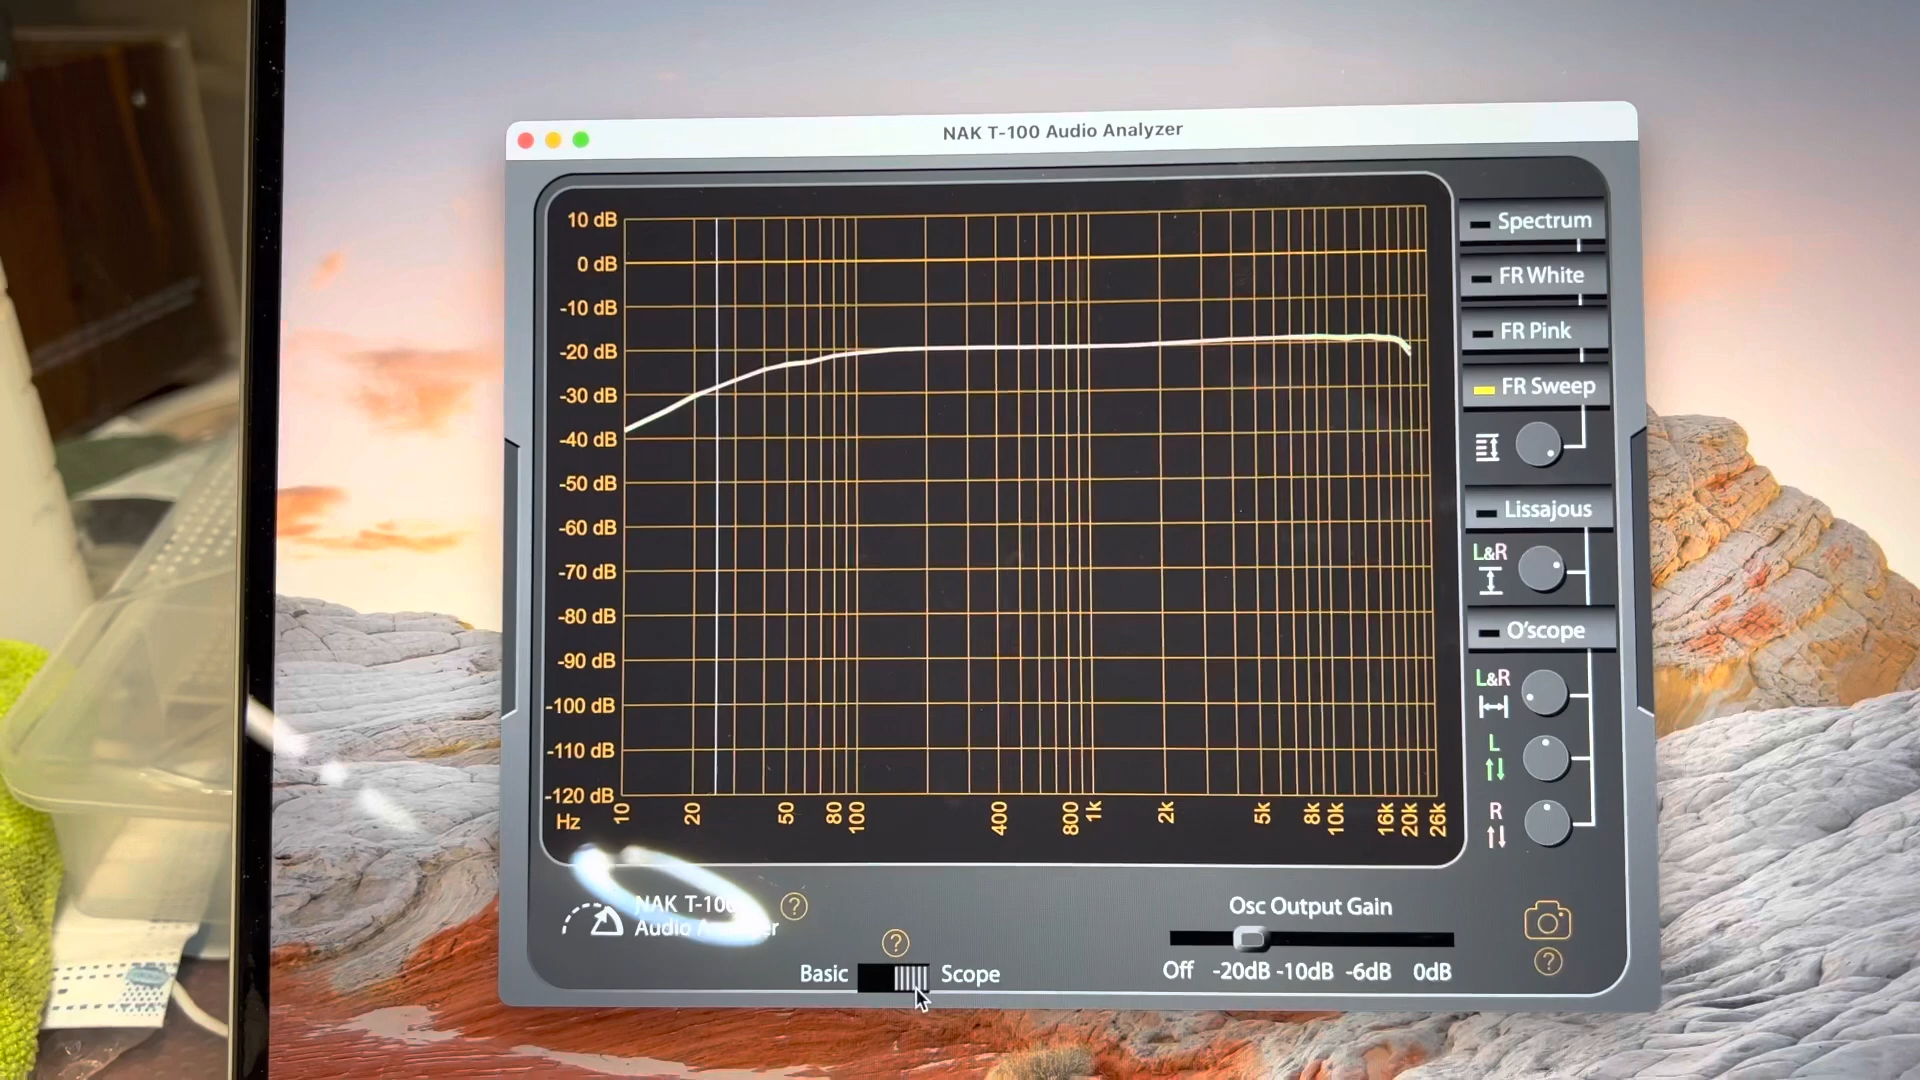 NAK T-100 Audio Analyzer
10 dB
0 dB
-10 dB
-20 dB
-30 dB
-40 dB
-50 dB
-60 dB
-70 dB
-80 dB
-90 dB
-100 dB
-110 dB
-120 dB
Hz
10 20 50 80 100 400 800 1k 2k 5k 8k 10k 16k 20k 26k
Spectrum
FR White
FR Pink
FR Sweep
Lissajous
L&R
O'scope
L&R
L
R
NAK T-100
Audio
?
?
Basic
Scope
Osc Output Gain
Off -20dB -10dB -6dB 0dB
?